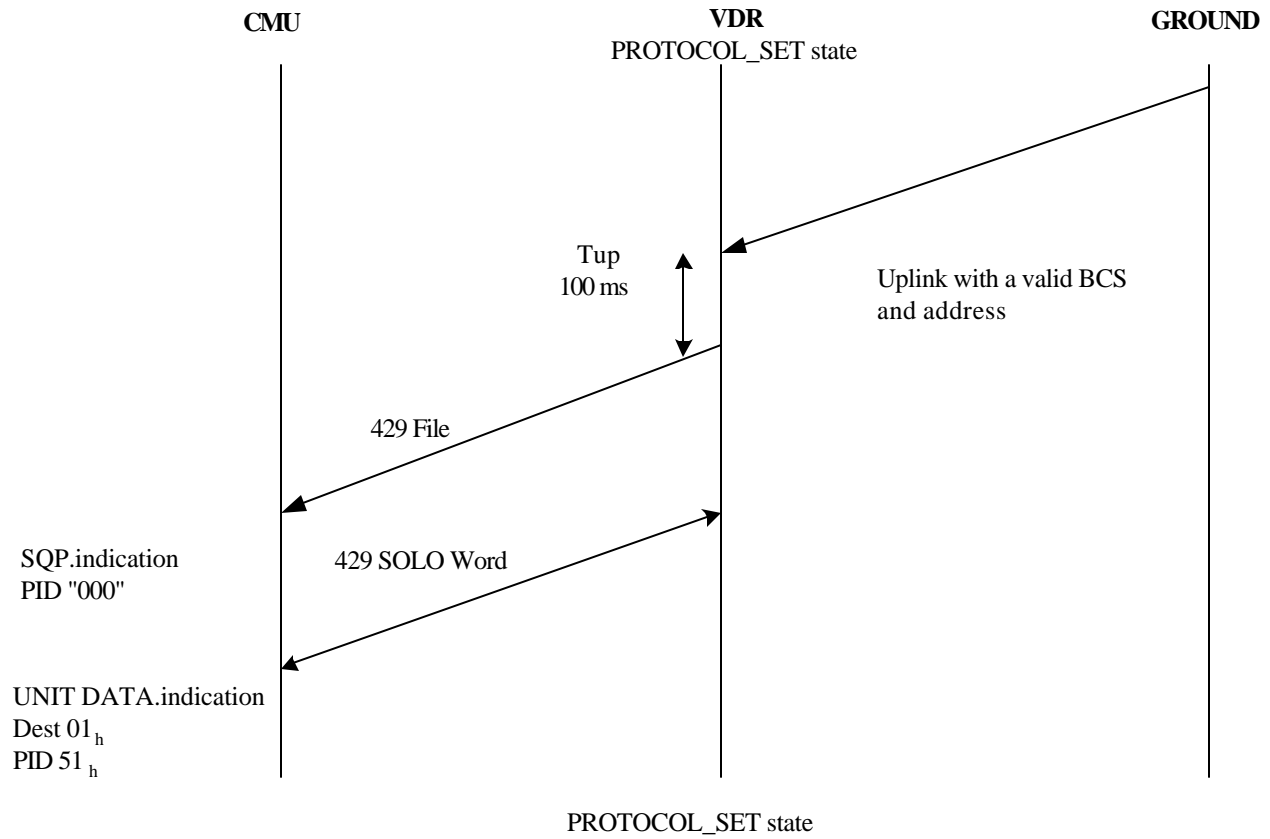 CMU
VDR
GROUND
PROTOCOL_SET state
Tup
100 ms
Uplink with a valid BCS
and address
429 File
SQP.indication
PID "000"
429 SOLO Word
UNIT DATA.indication
Dest 01 h
PID 51 h
PROTOCOL_SET state